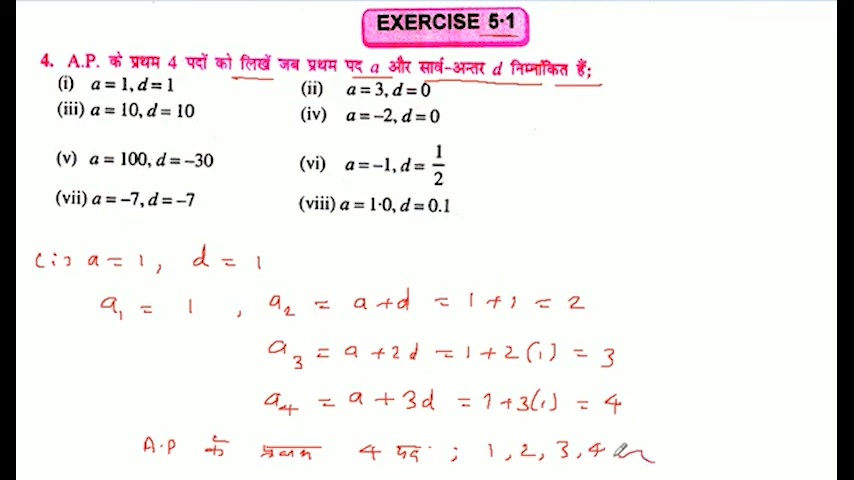 EXERCISE 5·1
4. A.P. के प्रथम 4 पदों को लिखें जब प्रथम पद a और सार्व-अन्तर d निम्नांकित हैं;
(i) a = 1, d = 1 (ii) a = 3, d = 0
(iii) a = 10, d = 10 (iv) a = –2, d = 0
(v) a = 100, d = –30 (vi) a = –1, d = 1/2
(vii) a = –7, d = –7 (viii) a = 1·0, d = 0.1
(i) a = 1, d = 1
a₁ = 1 , a₂ = a + d = 1 + 1 = 2
a₃ = a + 2d = 1 + 2(1) = 3
a₄ = a + 3d = 1 + 3(1) = 4
A.P के प्रथम 4 पद ; 1, 2, 3, 4